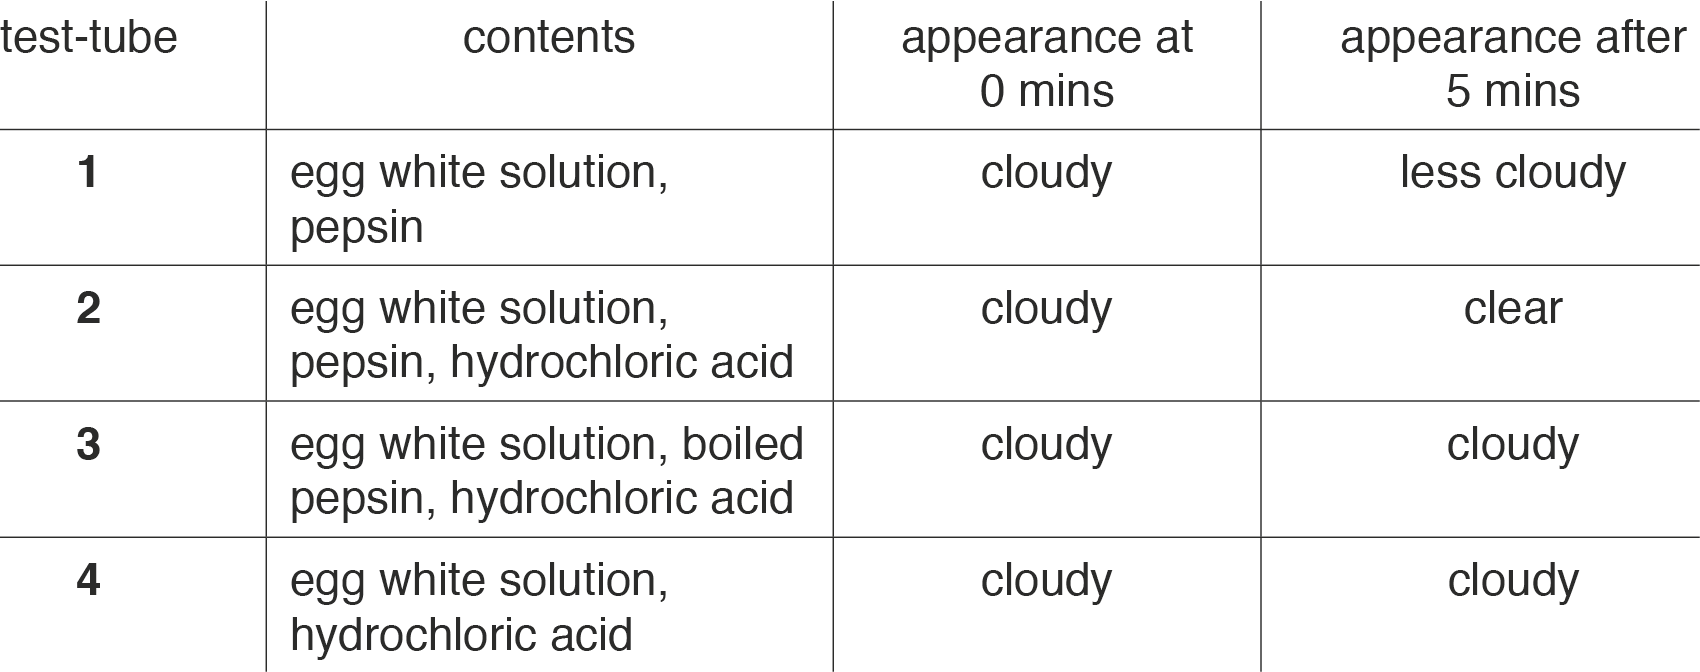 test-tube contents appearance at appearance after
0 mins 5 mins
1 egg white solution, cloudy less cloudy
pepsin
2 egg white solution, cloudy clear
pepsin, hydrochloric acid
3 egg white solution, boiled cloudy cloudy
pepsin, hydrochloric acid
4 egg white solution, cloudy cloudy
hydrochloric acid